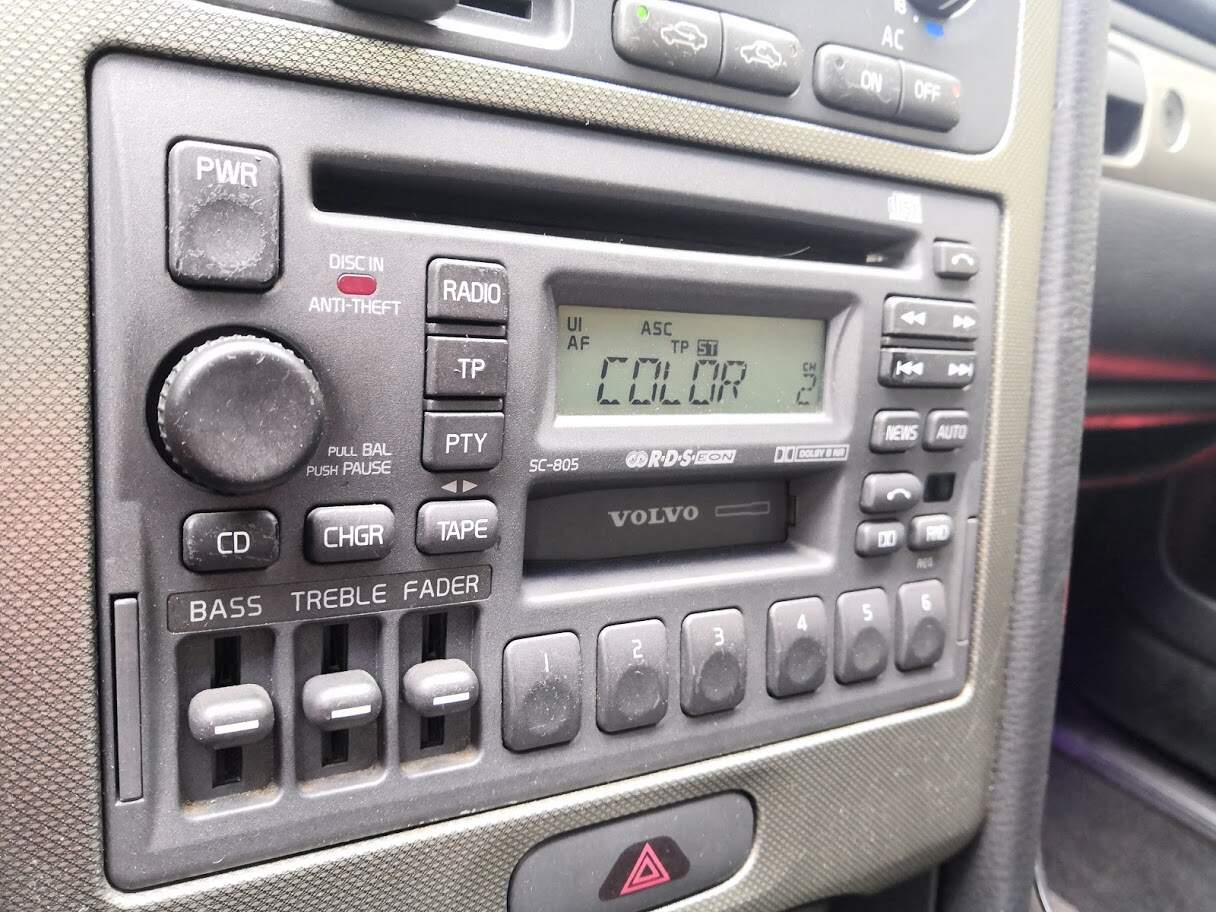 18
AC
ON OFF
PWR
DISC IN
ANTI-THEFT
RADIO
TP
PTY
PULL BAL
PUSH PAUSE
CD
CHGR
TAPE
BASS TREBLE FADER
UI ASC
AF TP ST
COLOR CH 2
SC-805
R·D·S EON
DOLBY B NR
VOLVO
NEWS AUTO
RND
1 2 3 4 5 6